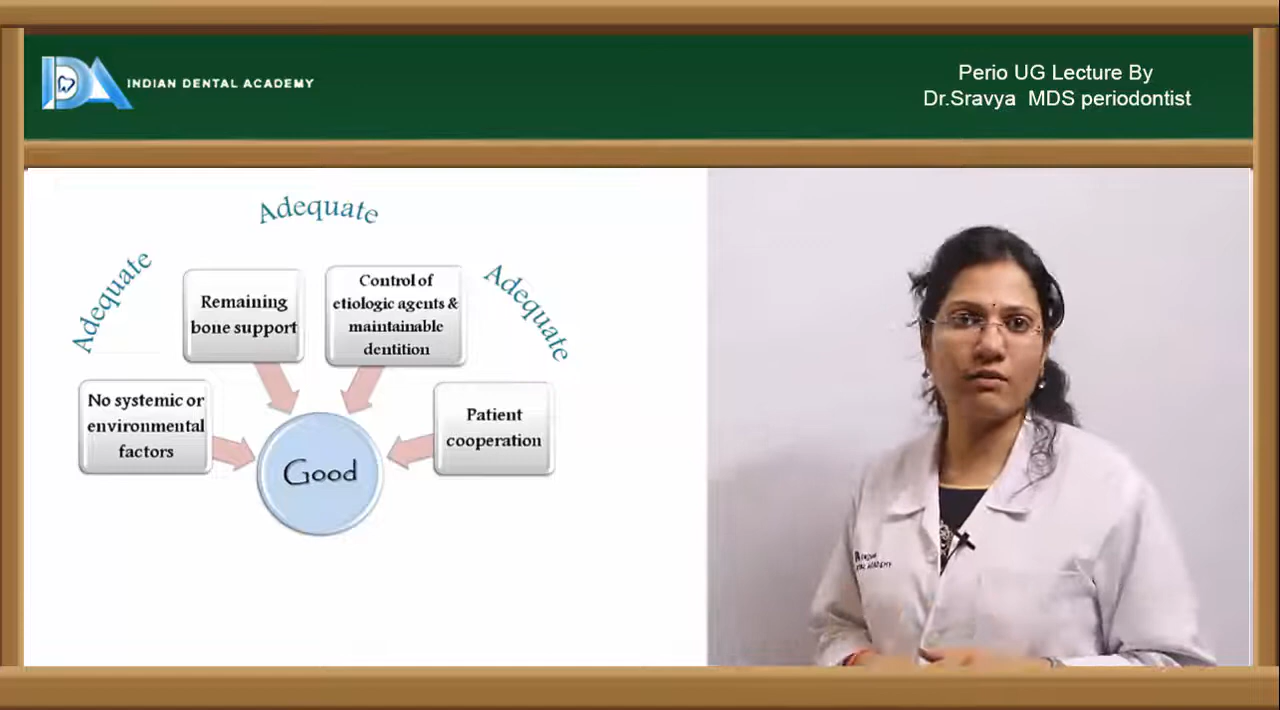 INDIAN DENTAL ACADEMY
Perio UG Lecture By
Dr.Sravya MDS periodontist
Adequate
Adequate
Adequate
Remaining
bone support
Control of
etiologic agents &
maintainable
dentition
No systemic or
environmental
factors
Patient
cooperation
Good
ACADEMY